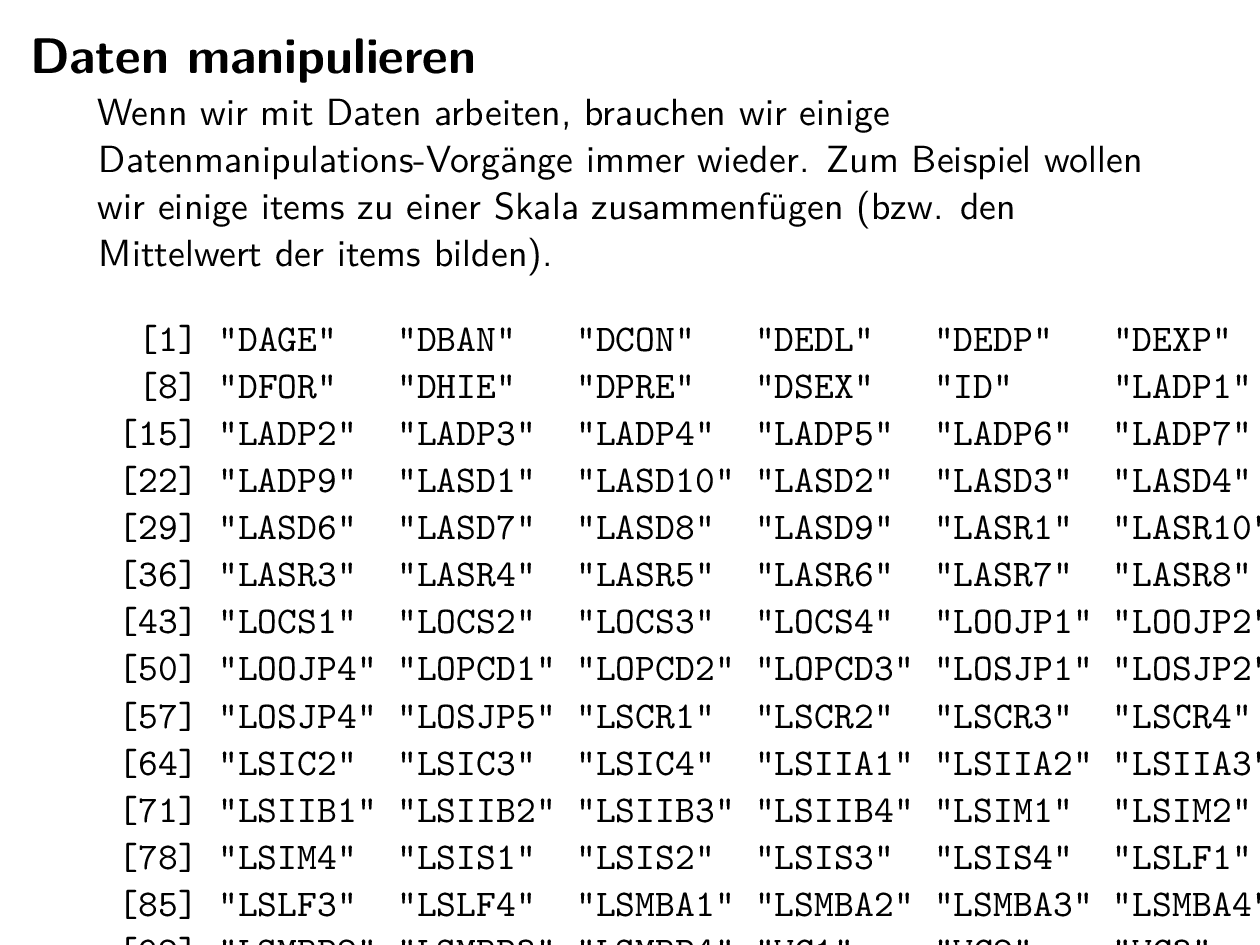 Daten manipulieren
Wenn wir mit Daten arbeiten, brauchen wir einige
Datenmanipulations-Vorgänge immer wieder. Zum Beispiel wollen
wir einige items zu einer Skala zusammenfügen (bzw. den
Mittelwert der items bilden).
[1] "DAGE" "DBAN" "DCON" "DEDL" "DEDP" "DEXP"
[8] "DFOR" "DHIE" "DPRE" "DSEX" "ID" "LADP1"
[15] "LADP2" "LADP3" "LADP4" "LADP5" "LADP6" "LADP7"
[22] "LADP9" "LASD1" "LASD10" "LASD2" "LASD3" "LASD4"
[29] "LASD6" "LASD7" "LASD8" "LASD9" "LASR1" "LASR10"
[36] "LASR3" "LASR4" "LASR5" "LASR6" "LASR7" "LASR8"
[43] "LOCS1" "LOCS2" "LOCS3" "LOCS4" "LOOJP1" "LOOJP2"
[50] "LOOJP4" "LOPCD1" "LOPCD2" "LOPCD3" "LOSJP1" "LOSJP2"
[57] "LOSJP4" "LOSJP5" "LSCR1" "LSCR2" "LSCR3" "LSCR4"
[64] "LSIC2" "LSIC3" "LSIC4" "LSIIA1" "LSIIA2" "LSIIA3"
[71] "LSIIB1" "LSIIB2" "LSIIB3" "LSIIB4" "LSIM1" "LSIM2"
[78] "LSIM4" "LSIS1" "LSIS2" "LSIS3" "LSIS4" "LSLF1"
[85] "LSLF3" "LSLF4" "LSMBA1" "LSMBA2" "LSMBA3" "LSMBA4"